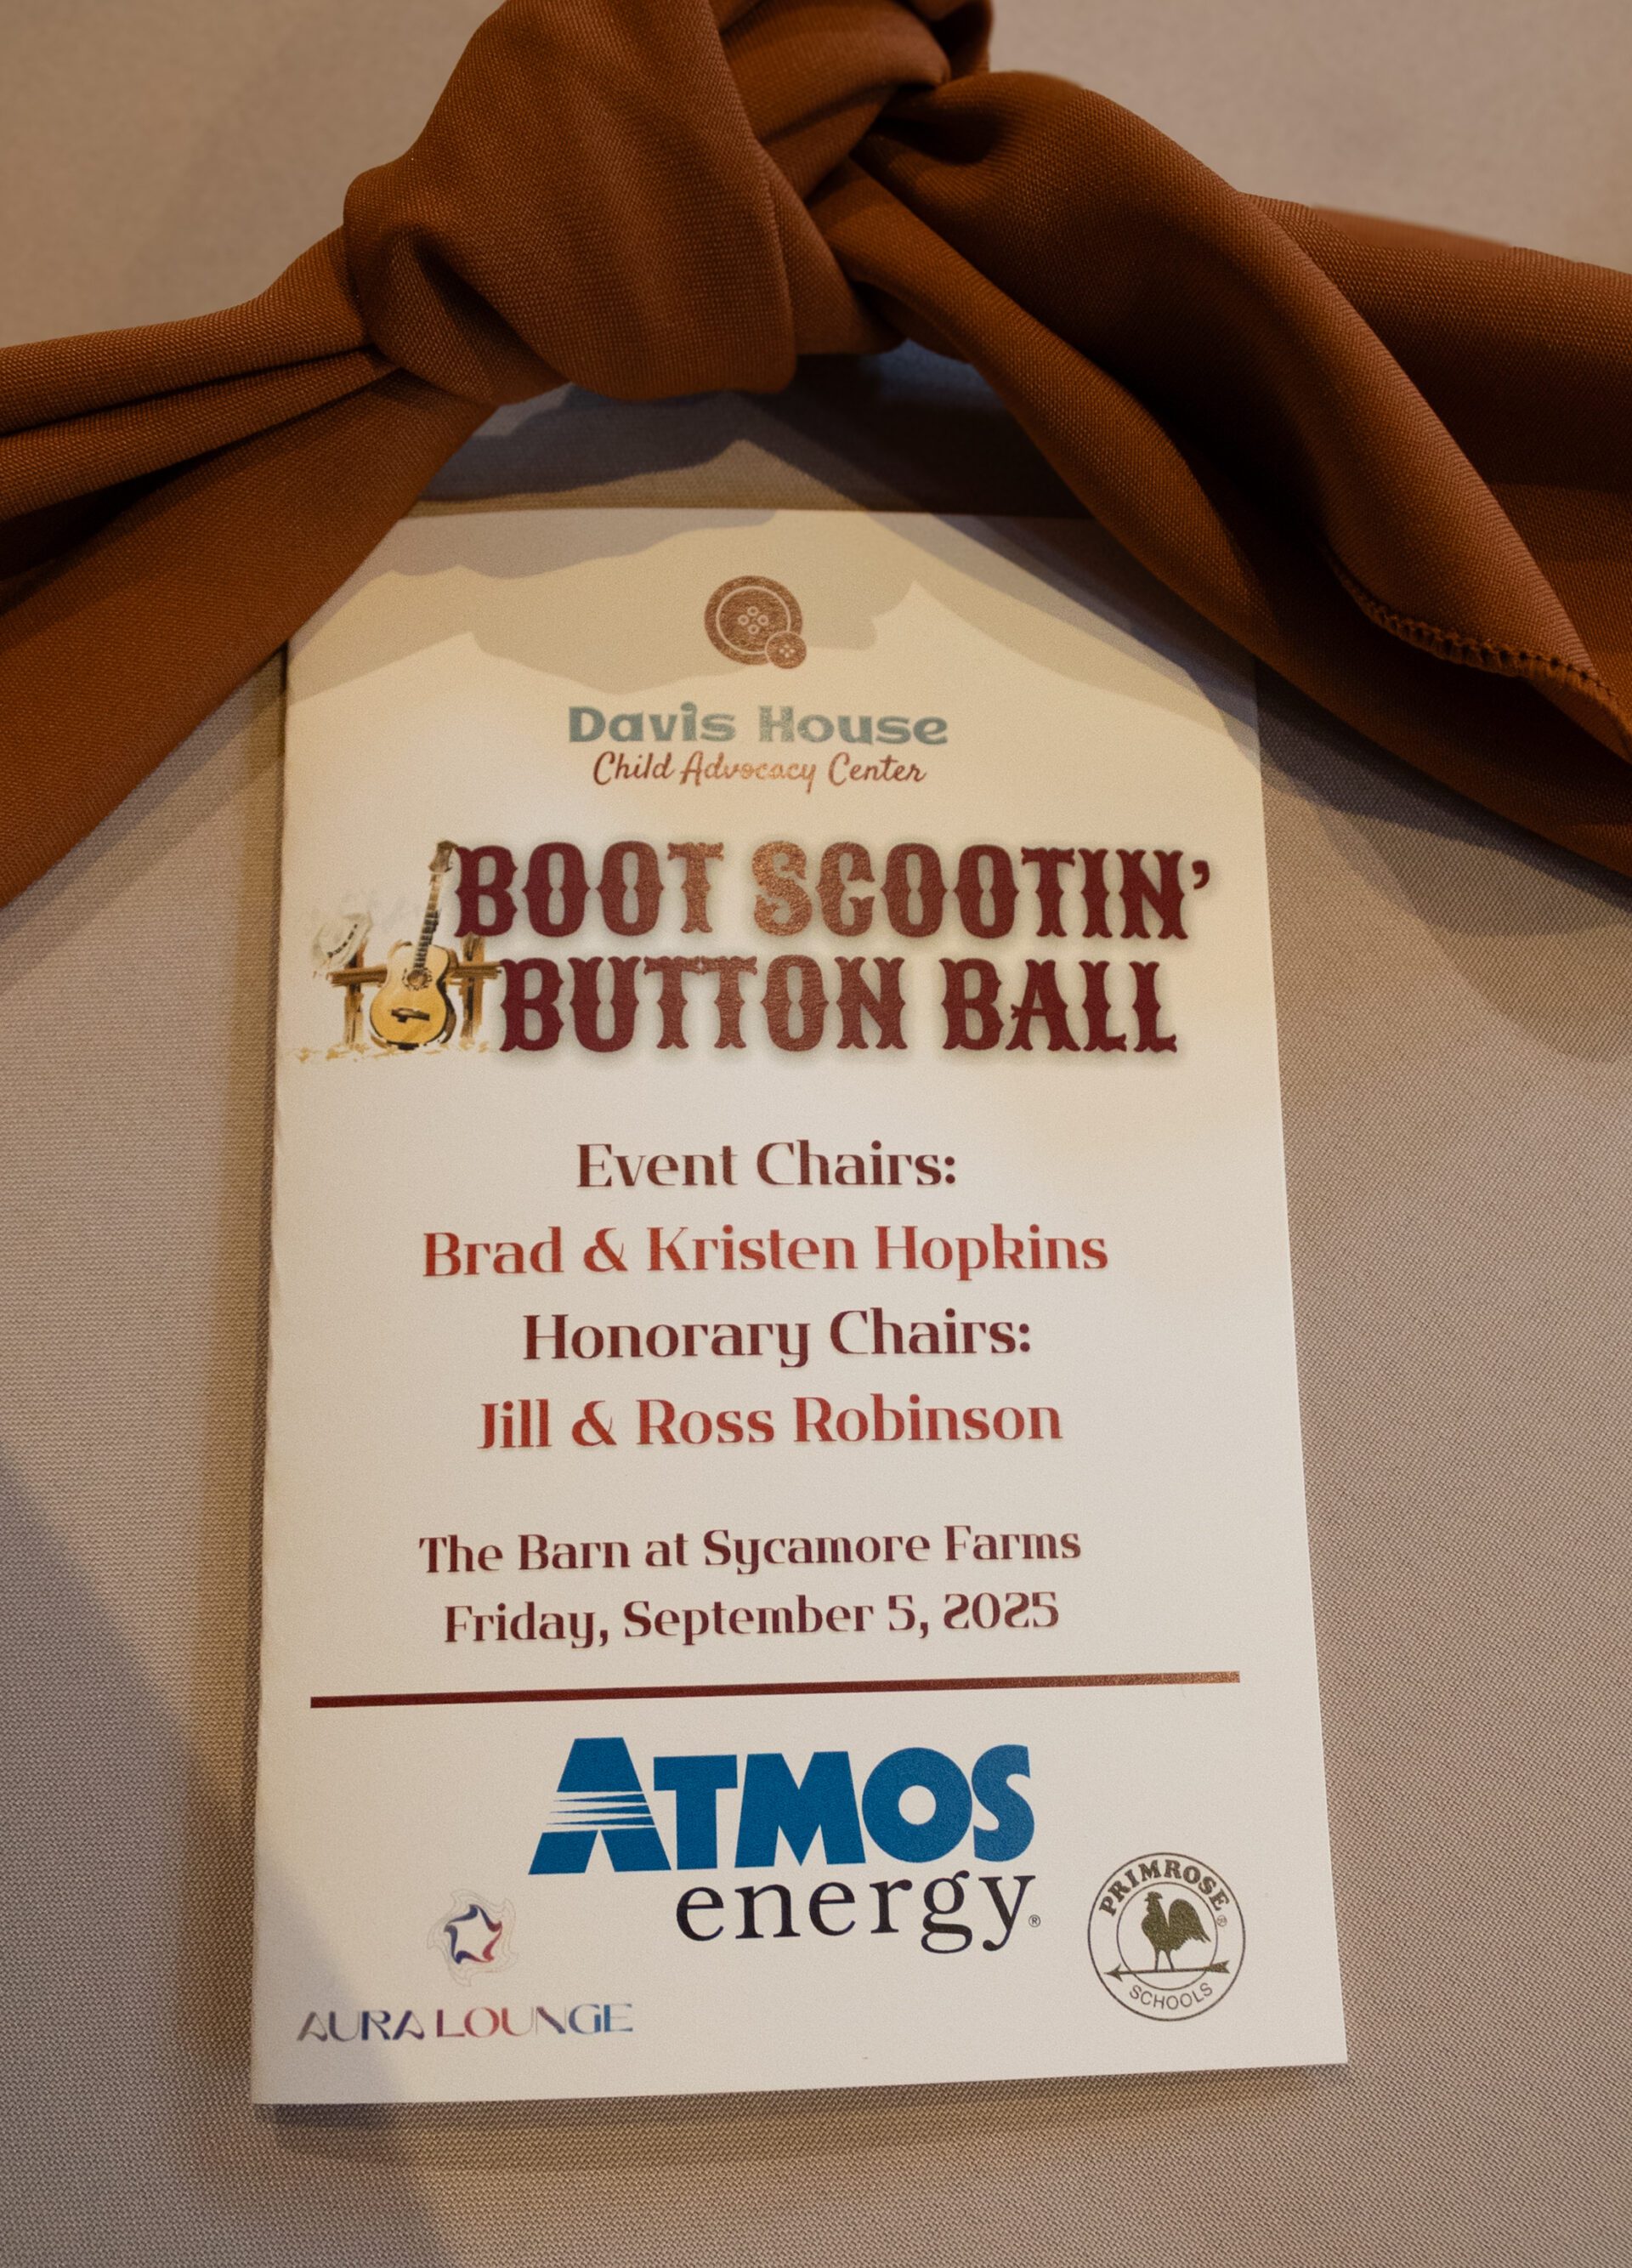 Davis House
Child Advocacy Center
BOOT SCOOTIN'
BUTTON BALL
Event Chairs:
Brad & Kristen Hopkins
Honorary Chairs:
Jill & Ross Robinson
The Barn at Sycamore Farms
Friday, September 5, 2025
ATMOS
energy®
AURA LOUNGE
PRIMROSE®
SCHOOLS